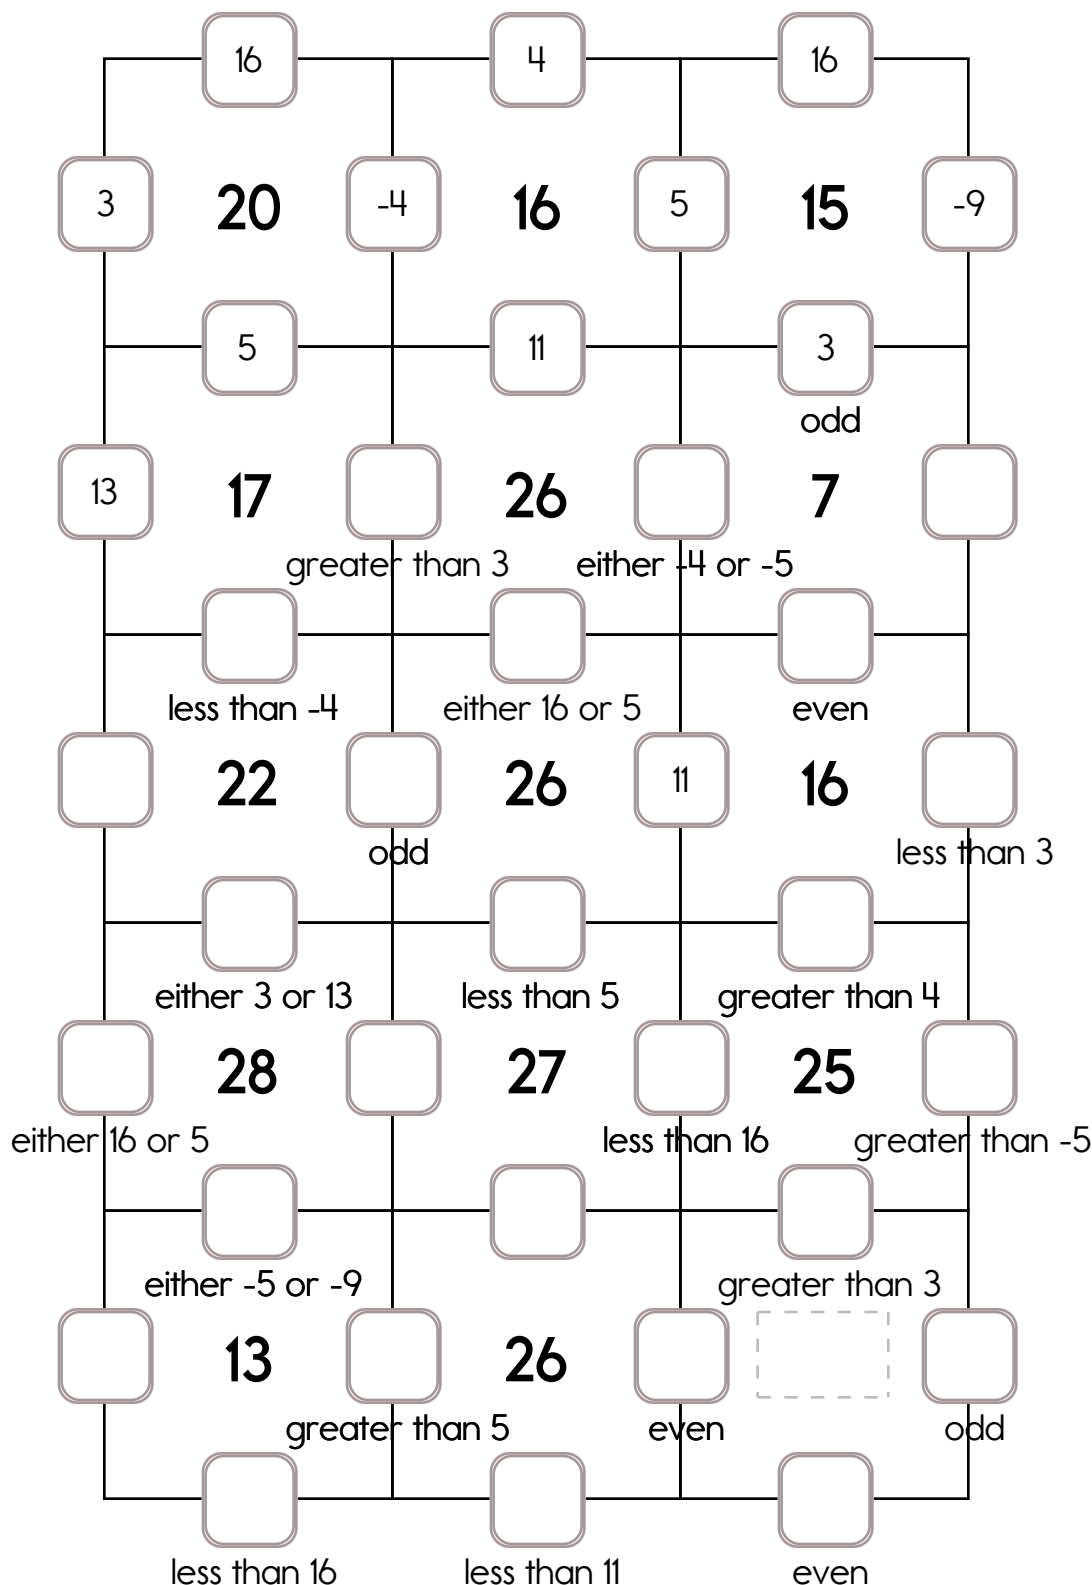 16 4 16
3 20 -4 16 5 15 -9
5 11 3
odd
13 17 26 7
greater than 3 either -4 or -5
less than -4 either 16 or 5 even
22 26 11 16
odd less than 3
either 3 or 13 less than 5 greater than 4
28 27 25
either 16 or 5 less than 16 greater than -5
either -5 or -9 greater than 3
13 26
greater than 5 even odd
less than 16 less than 11 even